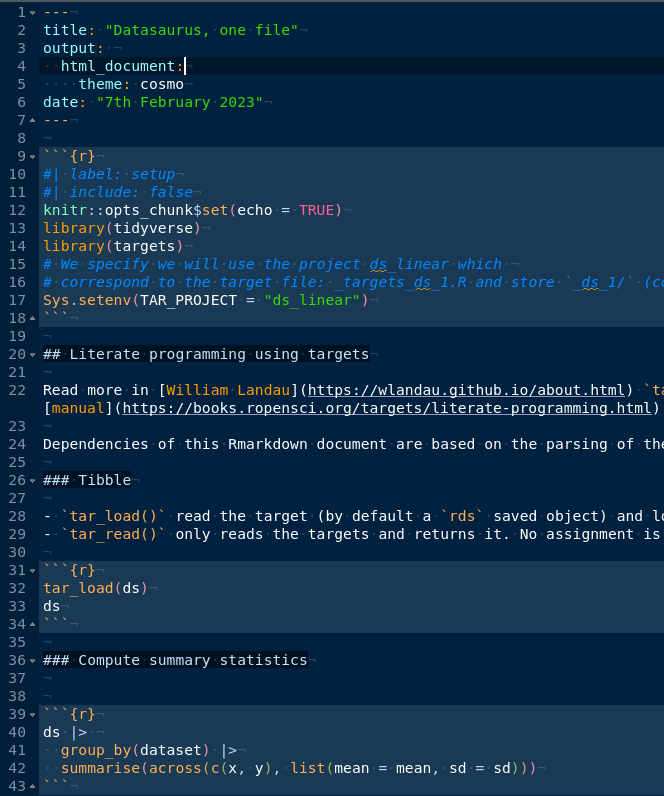 1 ---
2 title: "Datasaurus, one file"
3 output:
4   html_document:
5     theme: cosmo
6 date: "7th February 2023"
7 ---
8
9 ```{r}
10 #| label: setup
11 #| include: false
12 knitr::opts_chunk$set(echo = TRUE)
13 library(tidyverse)
14 library(targets)
15 # We specify we will use the project ds_linear which
16 # correspond to the target file: _targets_ds_1.R and store `_ds_1/` (co
17 Sys.setenv(TAR_PROJECT = "ds_linear")
18 ```
19
20 ## Literate programming using targets
21
22 Read more in [William Landau](https://wlandau.github.io/about.html) `ta
[manual](https://books.ropensci.org/targets/literate-programming.html)
23
24 Dependencies of this Rmarkdown document are based on the parsing of the
25
26 ### Tibble
27
28 - `tar_load()` read the target (by default a `rds` saved object) and lo
29 - `tar_read()` only reads the targets and returns it. No assignment is
30
31 ```{r}
32 tar_load(ds)
33 ds
34 ```
35
36 ### Compute summary statistics
37
38
39 ```{r}
40 ds |>
41   group_by(dataset) |>
42   summarise(across(c(x, y), list(mean = mean, sd = sd)))
43 ```